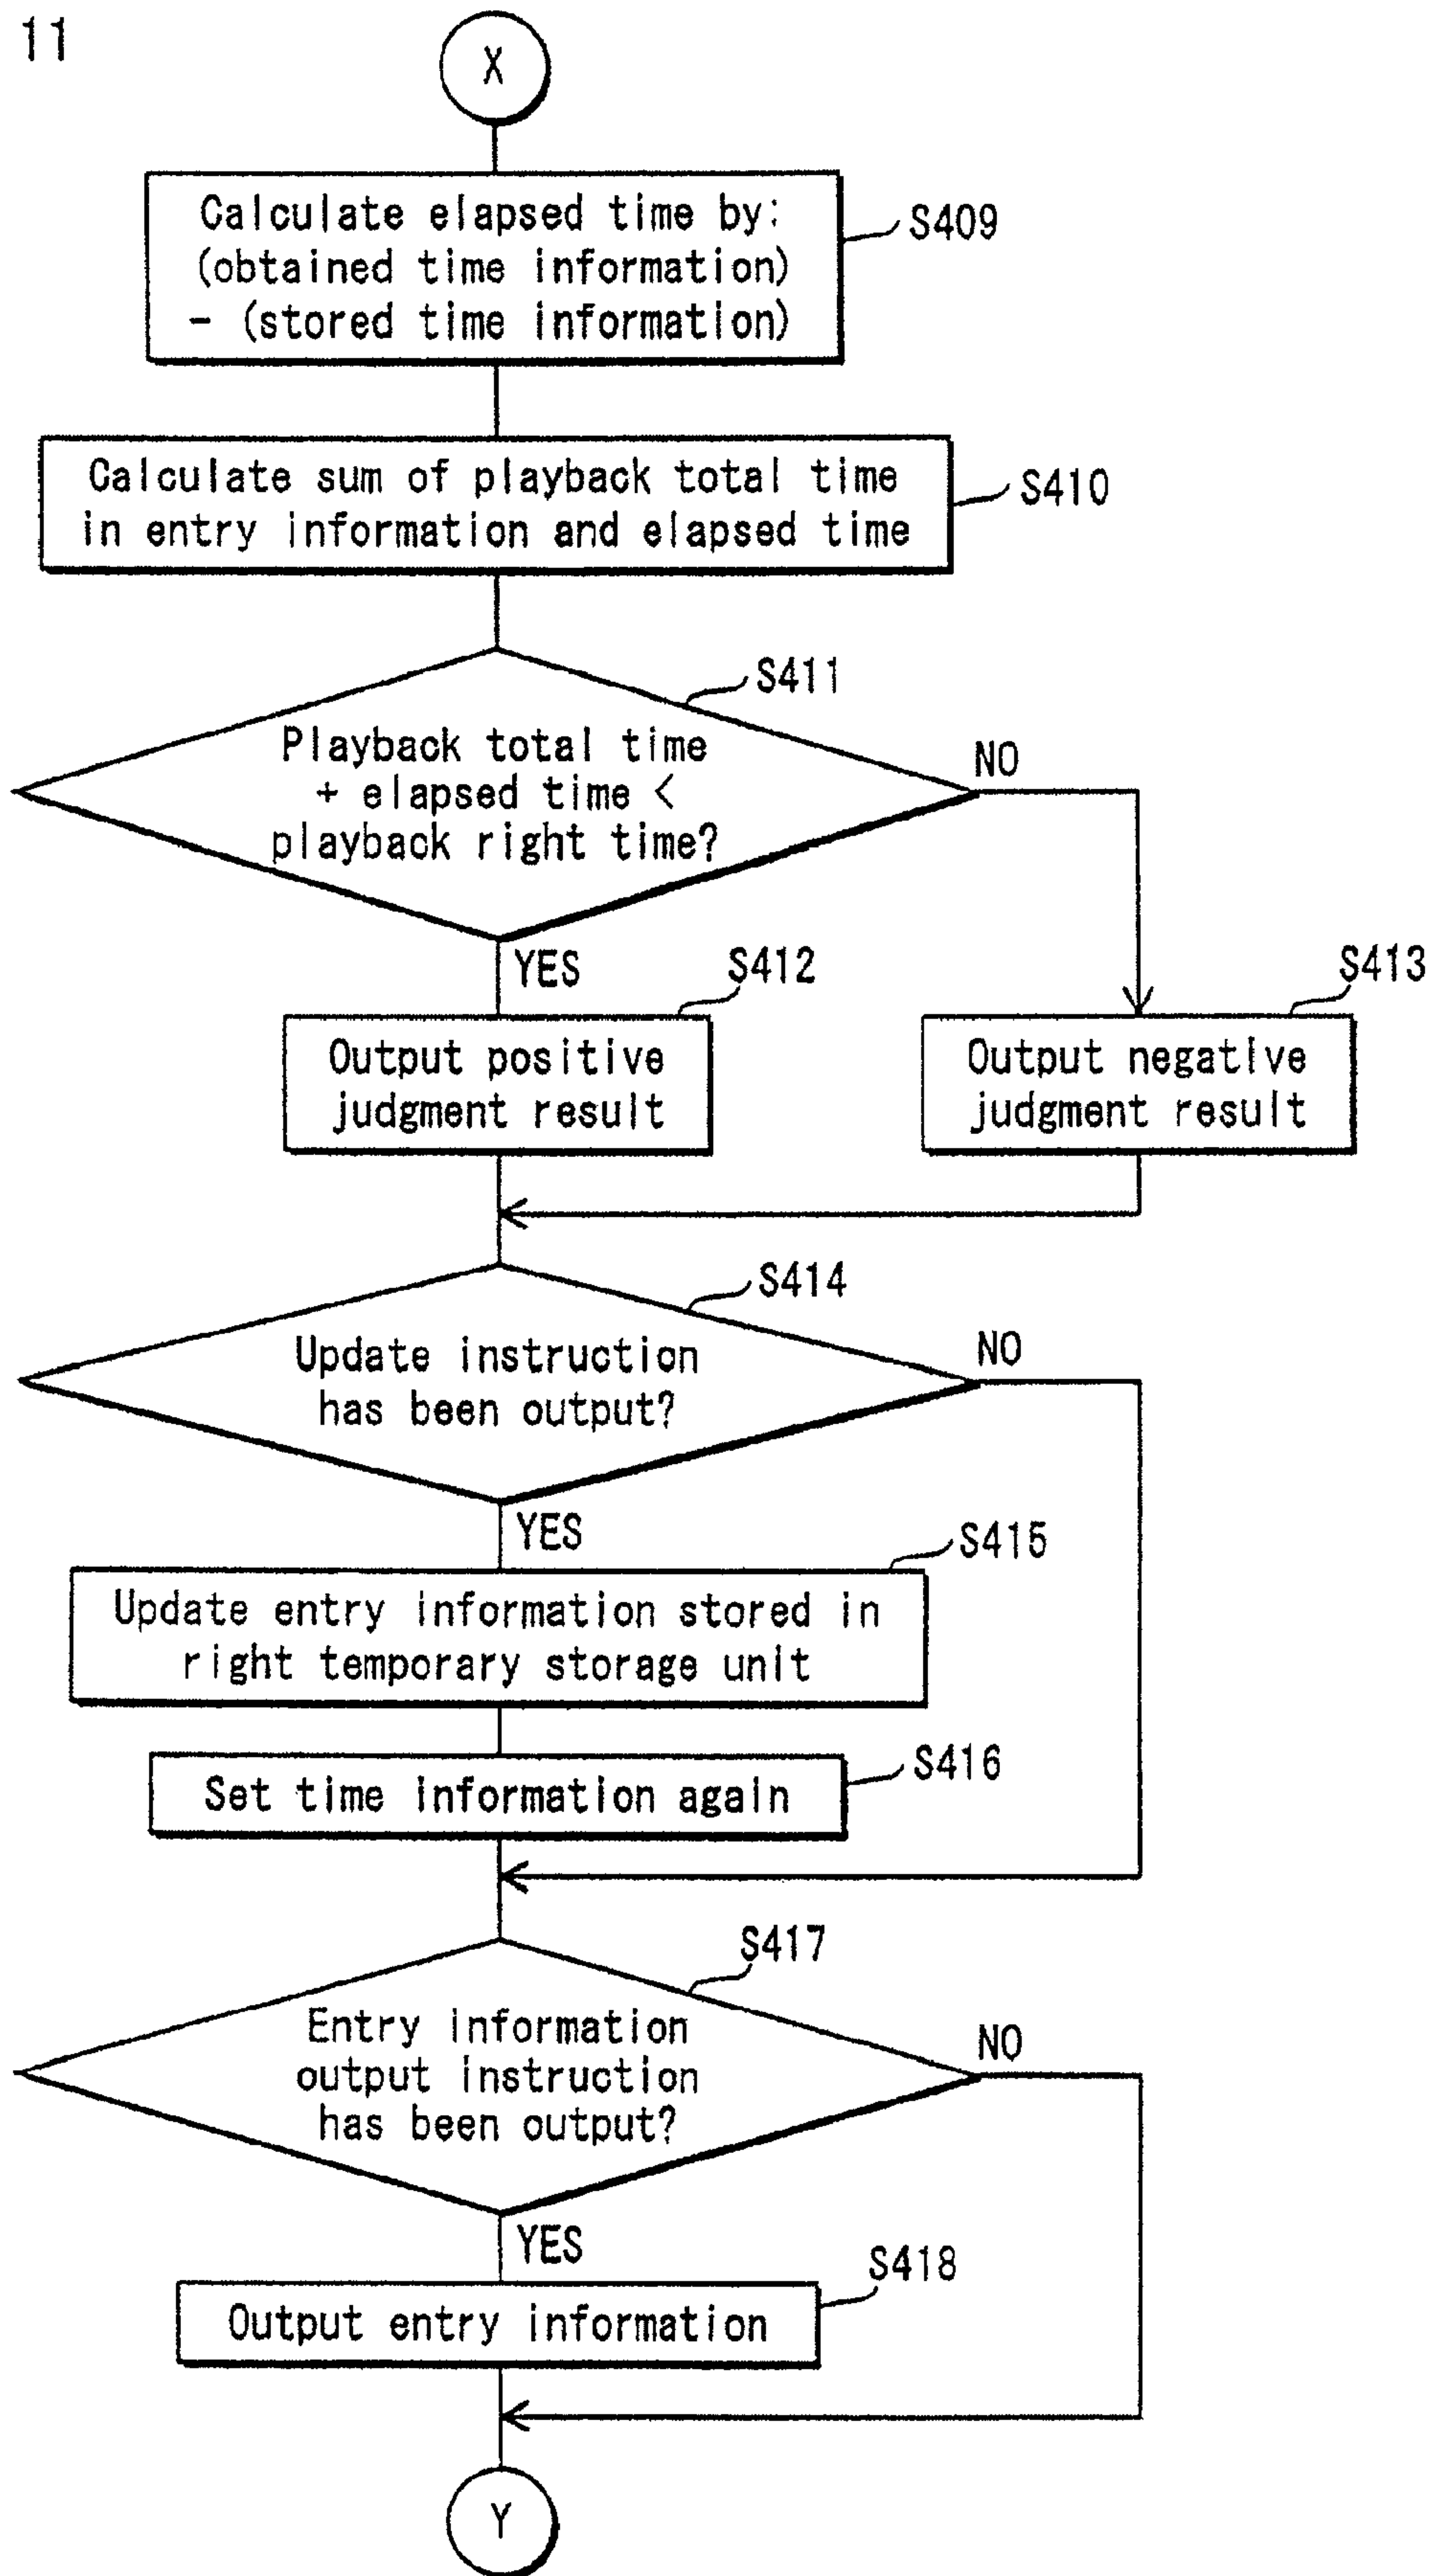 11
X
Calculate elapsed time by:
(obtained time information)
- (stored time information)
S409
Calculate sum of playback total time
in entry information and elapsed time
S410
S411
Playback total time
+ elapsed time <
playback right time?
NO
YES
S412
S413
Output positive
judgment result
Output negative
judgment result
S414
Update instruction
has been output?
NO
YES
S415
Update entry information stored in
right temporary storage unit
S416
Set time information again
S417
Entry information
output instruction
has been output?
NO
YES
S418
Output entry information
Y